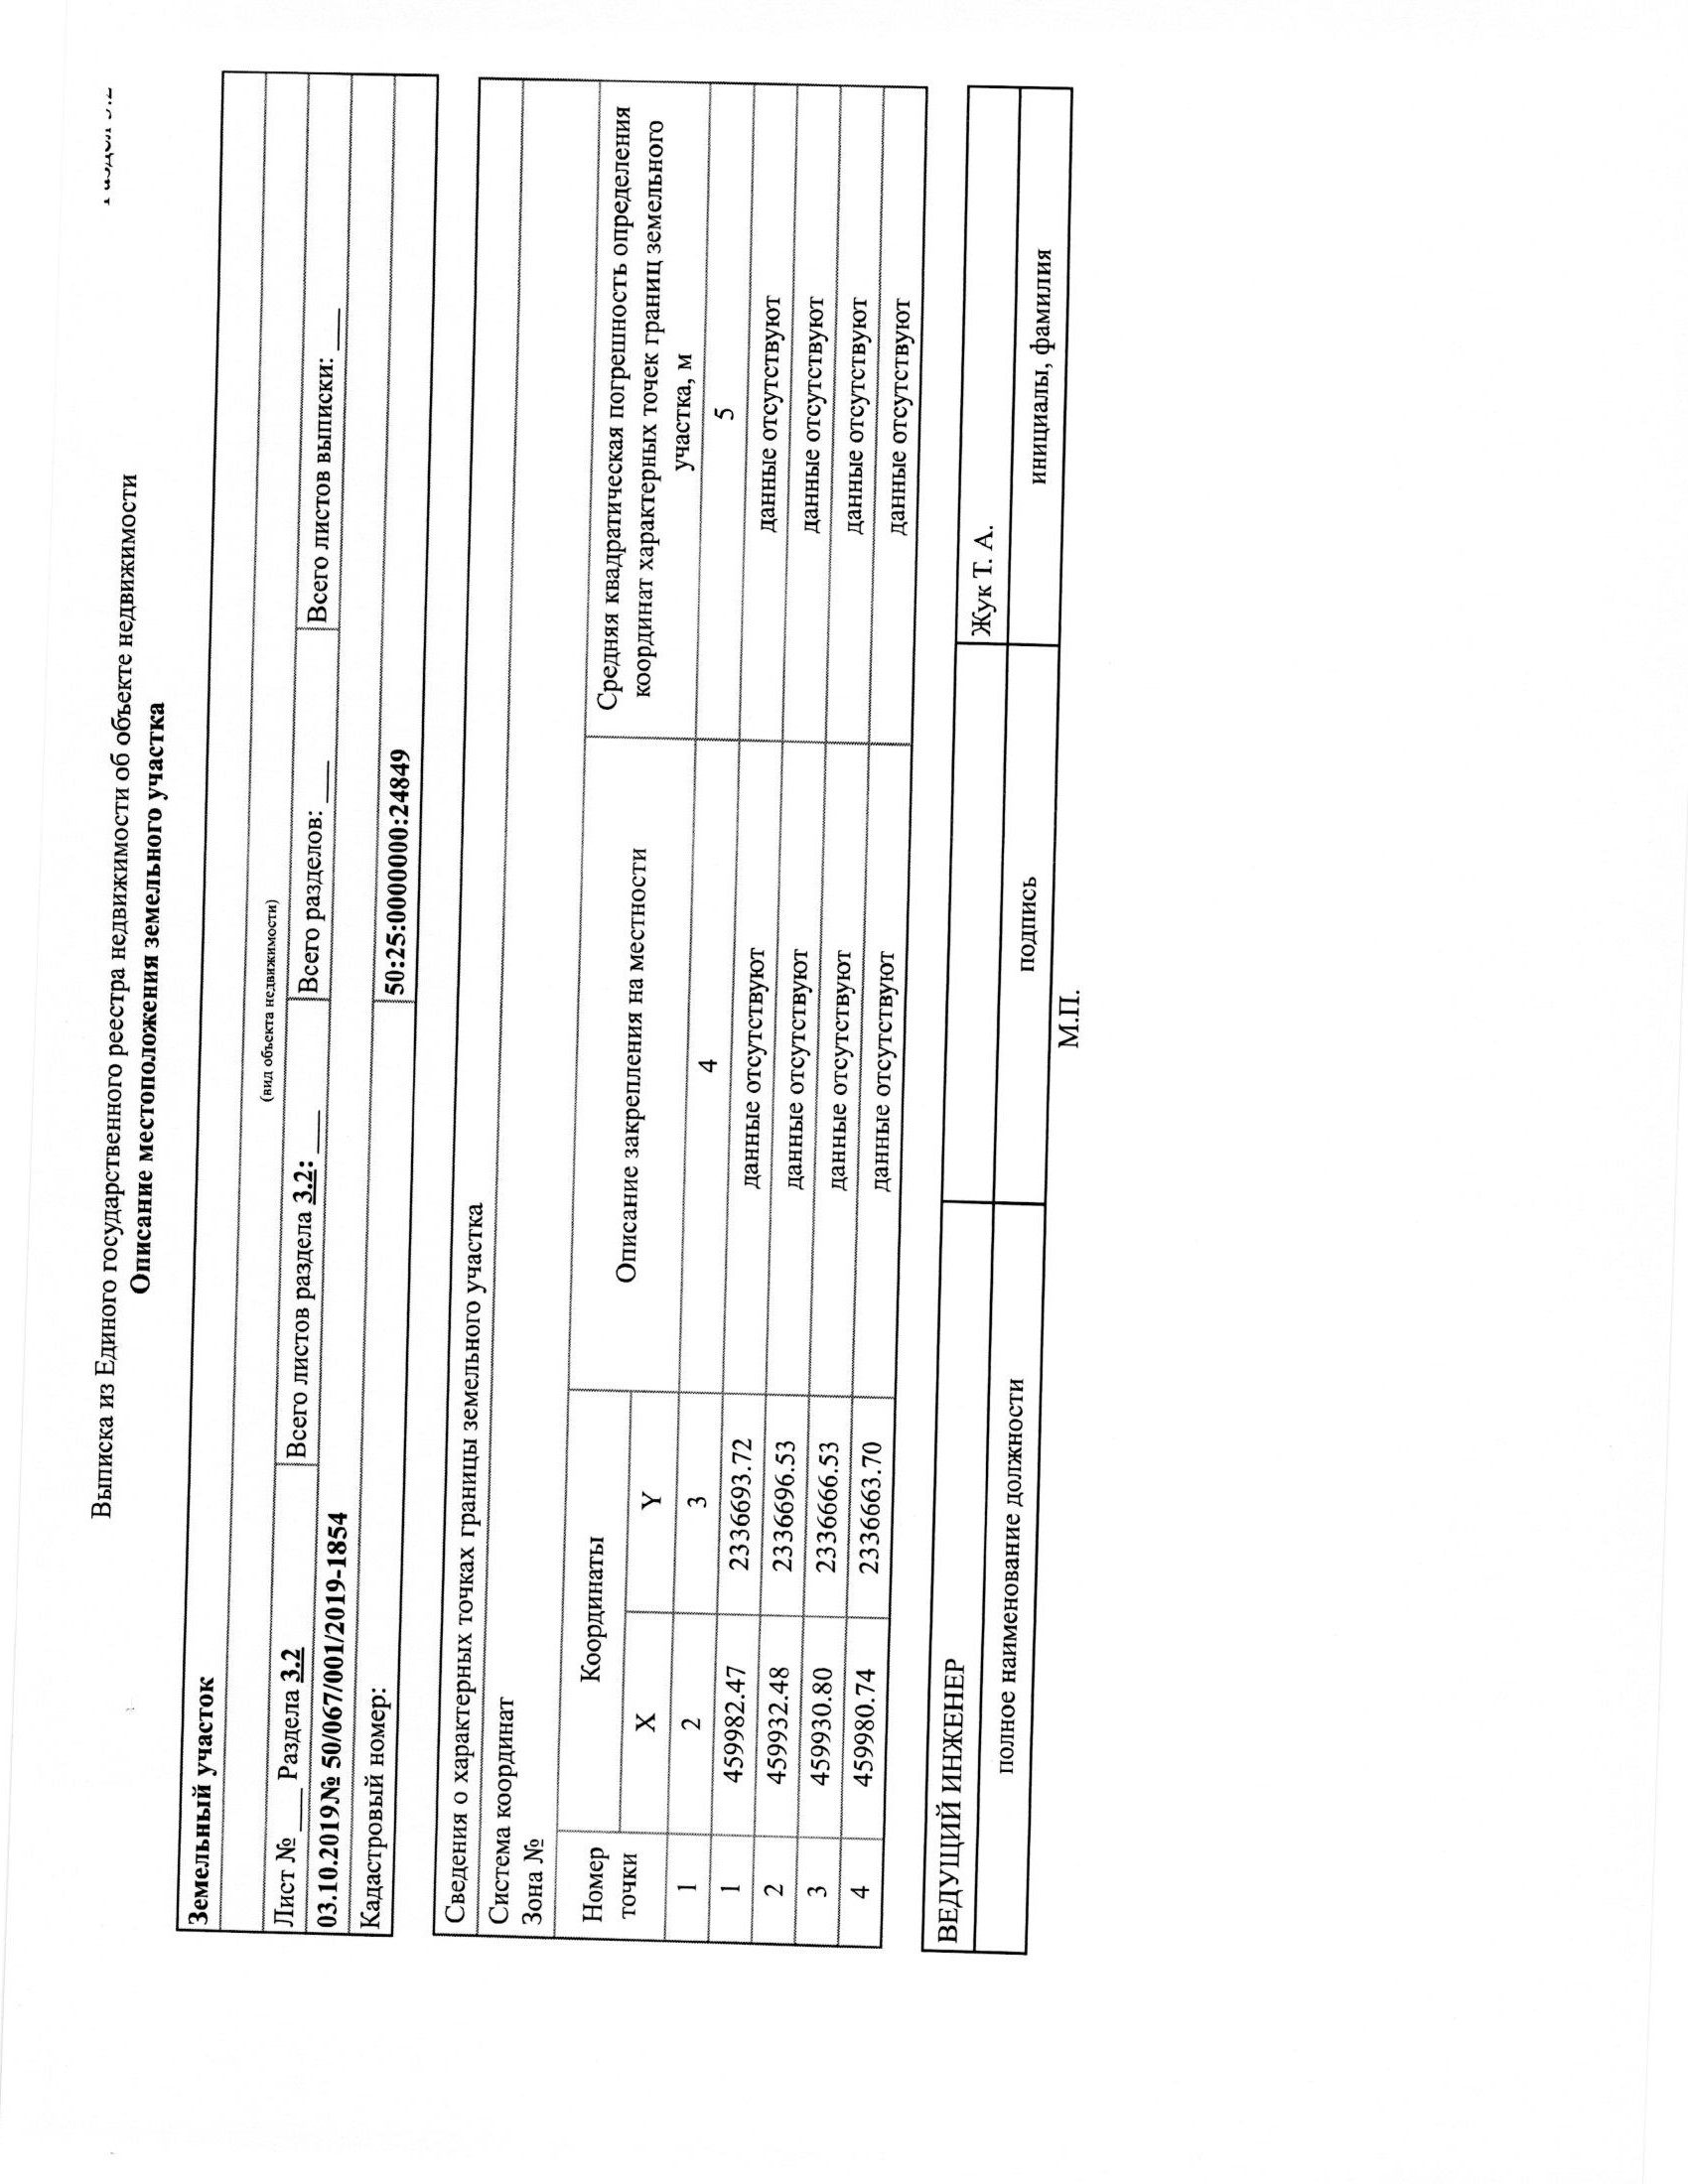 Выписка из Единого государственного реестра недвижимости об объекте недвижимости
Описание местоположения земельного участка
Земельный участок
(вид объекта недвижимости)
Лист № ___ Раздела 3.2 Всего листов раздела 3.2: ___ Всего разделов: ___ Всего листов выписки: ___
03.10.2019№ 50/067/001/2019-1854
Кадастровый номер: 50:25:0000000:24849
Сведения о характерных точках границы земельного участка
Система координат
Зона №
Номер точки Координаты Описание закрепления на местности Средняя квадратическая погрешность определения
координат характерных точек границ земельного
участка, м
X Y
1 2 3 4 5
1 459982.47 2336693.72 данные отсутствуют данные отсутствуют
2 459932.48 2336696.53 данные отсутствуют данные отсутствуют
3 459930.80 2336666.53 данные отсутствуют данные отсутствуют
4 459980.74 2336663.70 данные отсутствуют данные отсутствуют
ВЕДУЩИЙ ИНЖЕНЕР Жук Т. А.
полное наименование должности подпись инициалы, фамилия
М.П.